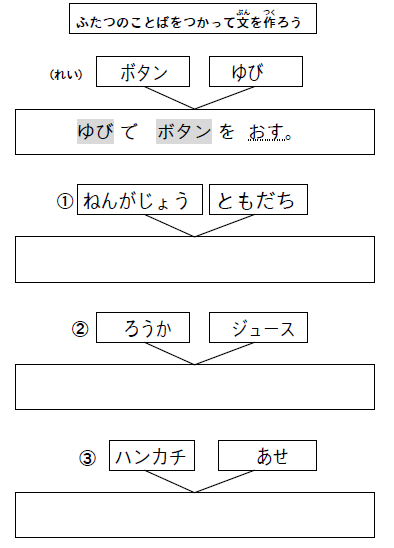 ふたつのことばをつかって文を作ろう
ぶん つく
(れい) ボタン ゆび
ゆび で ボタン を おす。
① ねんがじょう ともだち
② ろうか ジュース
③ ハンカチ あせ